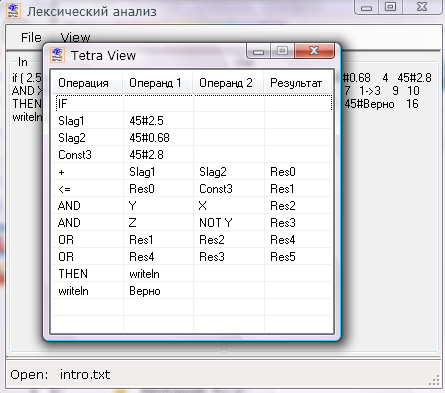 Лексический анализ
File View
Tetra View
In
Операция Операнд 1 Операнд 2 Результат
if ( 2.5 #0.68 4 45#2.8
AND X 7 1->3 9 10
THEN 45#Верно 16
writeln
IF
Slag1 45#2.5
Slag2 45#0.68
Const3 45#2.8
+ Slag1 Slag2 Res0
<= Res0 Const3 Res1
AND Y X Res2
AND Z NOT Y Res3
OR Res1 Res2 Res4
OR Res4 Res3 Res5
THEN writeln
writeln Верно
Open: intro.txt